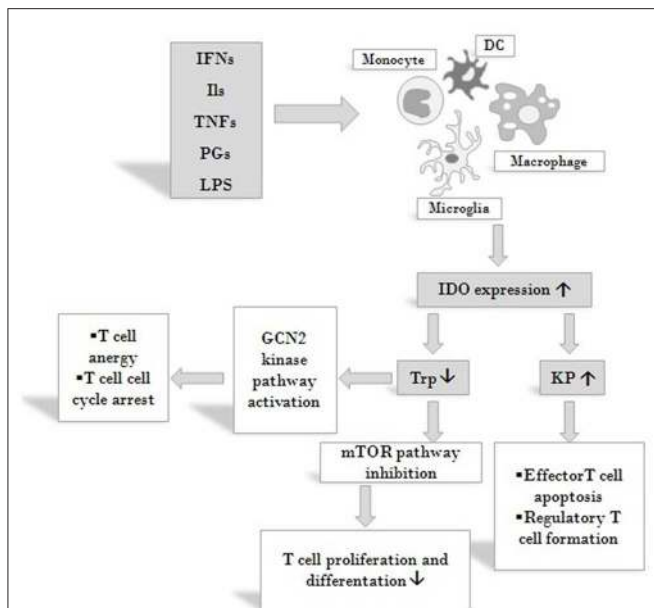 IFNs
Ils
TNFs
PGs
LPS
Monocyte
DC
Macrophage
Microglia
IDO expression ↑
▪T cell
anergy
▪T cell cell
cycle arrest
GCN2
kinase
pathway
activation
Trp ↓
KP ↑
mTOR pathway
inhibition
▪EffectorT cell
apoptosis
▪Regulatory T
cell formation
T cell proliferation and
differentation ↓